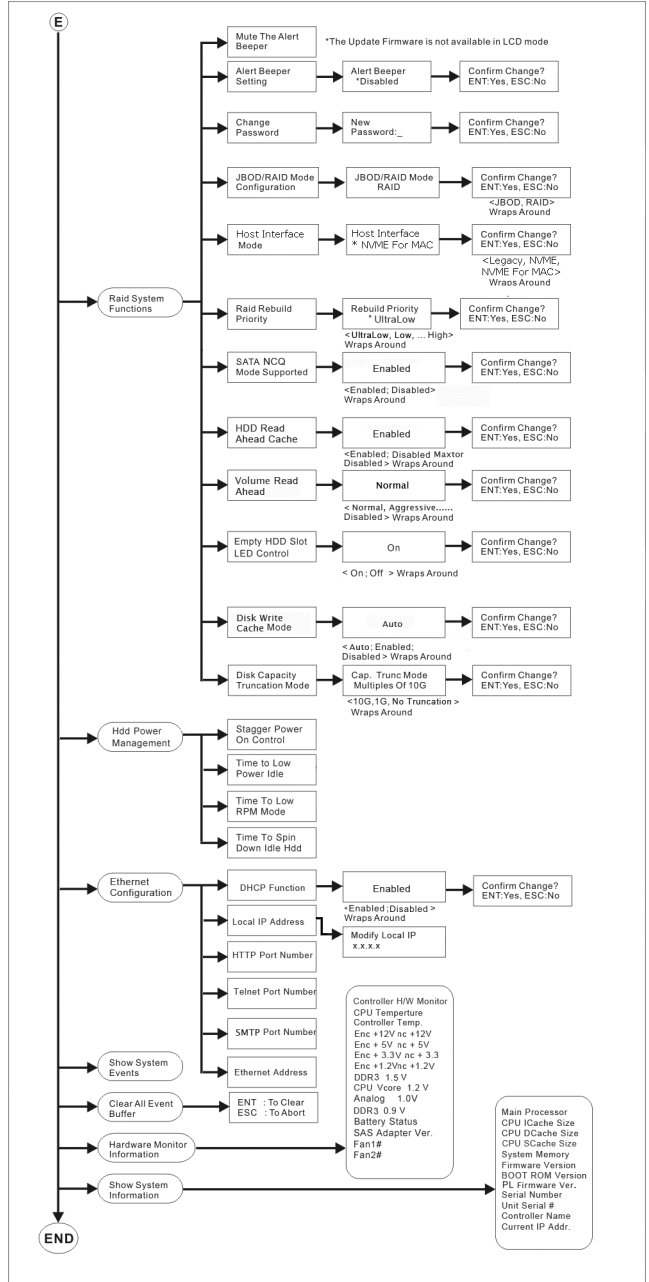 E
Mute The Alert
Beeper
*The Update Firmware is not available in LCD mode
Alert Beeper
Setting
Alert Beeper
*Disabled
Confirm Change?
ENT:Yes, ESC:No
Change
Password
New
Password:_
Confirm Change?
ENT:Yes, ESC:No
JBOD/RAID Mode
Configuration
JBOD/RAID Mode
RAID
Confirm Change?
ENT:Yes, ESC:No
<JBOD, RAID>
Wraps Around
Host Interface
Mode
Host Interface
* NVME For MAC
Confirm Change?
ENT:Yes, ESC:No
<Legacy, NVME,
NVME For MAC>
Wraps Around
Raid System
Functions
Raid Rebuild
Priority
Rebuild Priority
* UltraLow
Confirm Change?
ENT:Yes, ESC:No
<UltraLow, Low, ... High>
Wraps Around
SATA NCQ
Mode Supported
Enabled
Confirm Change?
ENT:Yes, ESC:No
<Enabled; Disabled>
Wraps Around
HDD Read
Ahead Cache
Enabled
Confirm Change?
ENT:Yes, ESC:No
<Enabled; Disabled Maxtor
Disabled > Wraps Around
Volume Read
Ahead
Normal
Confirm Change?
ENT:Yes, ESC:No
< Normal, Aggressive......
Disabled > Wraps Around
Empty HDD Slot
LED Control
On
Confirm Change?
ENT:Yes, ESC:No
< On ; Off > Wraps Around
Disk Write
Cache Mode
Auto
Confirm Change?
ENT:Yes, ESC:No
< Auto; Enabled;
Disabled > Wraps Around
Disk Capacity
Truncation Mode
Cap. Trunc Mode
Multiples Of 10G
Confirm Change?
ENT:Yes, ESC:No
<10G,1G, No Truncation >
Wraps Around
Hdd Power
Management
Stagger Power
On Control
Time to Low
Power Idle
Time To Low
RPM Mode
Time To Spin
Down Idle Hdd
Ethernet
Configuration
DHCP Function
Enabled
Confirm Change?
ENT:Yes, ESC:No
<Enabled ;Disabled >
Wraps Around
Local IP Address
Modify Local IP
x.x.x.x
HTTP Port Number
Telnet Port Number
SMTP Port Number
Ethernet Address
Show System
Events
Clear All Event
Buffer
ENT : To Clear
ESC : To Abort
Hardware Monitor
Information
Controller H/W Monitor
CPU Temperture
Controller Temp.
Enc +12V nc +12V
Enc + 5V nc + 5V
Enc + 3.3V nc + 3.3
Enc +1.2Vnc +1.2V
DDR3 1.5 V
CPU Vcore 1.2 V
Analog 1.0V
DDR3 0.9 V
Battery Status
SAS Adapter Ver.
Fan1#
Fan2#
Show System
Information
Main Processor
CPU ICache Size
CPU DCache Size
CPU SCache Size
System Memory
Firmware Version
BOOT ROM Version
PL Firmware Ver.
Serial Number
Unit Serial #
Controller Name
Current IP Addr.
END